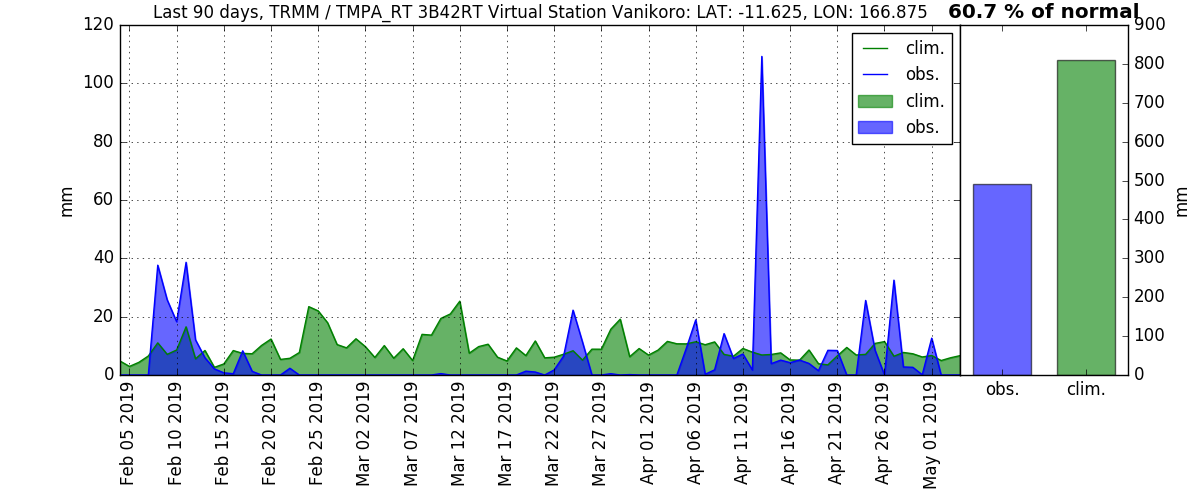 Last 90 days, TRMM / TMPA_RT 3B42RT Virtual Station Vanikoro: LAT: -11.625, LON: 166.875
60.7 % of normal
120
100
80
60
40
20
0
mm
clim.
obs.
clim.
obs.
Feb 05 2019
Feb 10 2019
Feb 15 2019
Feb 20 2019
Feb 25 2019
Mar 02 2019
Mar 07 2019
Mar 12 2019
Mar 17 2019
Mar 22 2019
Mar 27 2019
Apr 01 2019
Apr 06 2019
Apr 11 2019
Apr 16 2019
Apr 21 2019
Apr 26 2019
May 01 2019
900
800
700
600
500
400
300
200
100
0
mm
obs.
clim.